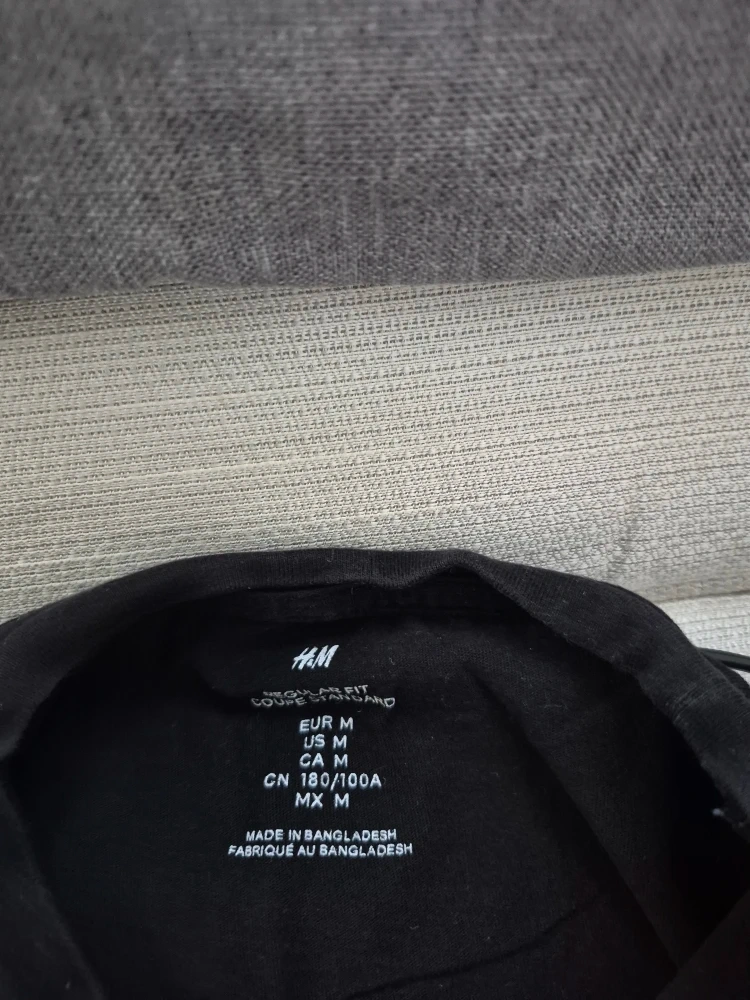 H&M
REGULAR FIT
COUPE STANDARD
EUR M
US M
CA M
CN 180/100A
MX M
MADE IN BANGLADESH
FABRIQUÉ AU BANGLADESH